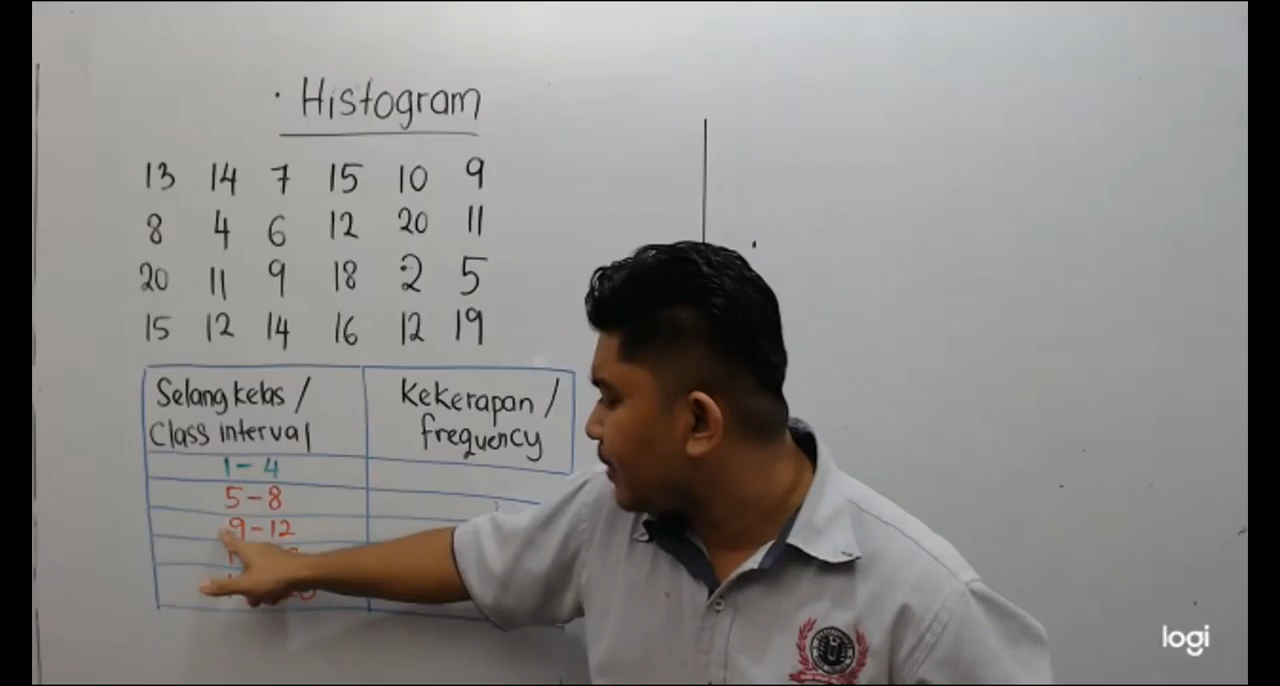 Histogram
13 14 7 15 10 9
8 4 6 12 20 11
20 11 9 18 2 5
15 12 14 16 12 19
Selang kelas / Kekerapan /
Class interval frequency
1 - 4
5 - 8
9 - 12
logi